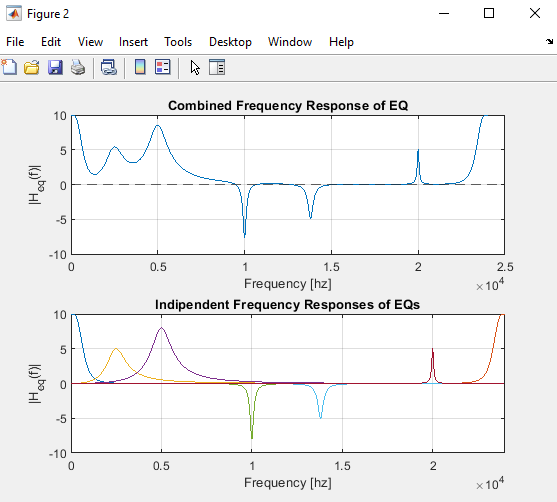 Figure 2
File Edit View Insert Tools Desktop Window Help
Combined Frequency Response of EQ
10
5
0
-5
-10
|Heq(f)|
0 0.5 1 1.5 2 2.5
×10^4
Frequency [hz]
Indipendent Frequency Responses of EQs
10
5
0
-5
-10
|Heq(f)|
0 0.5 1 1.5 2
×10^4
Frequency [hz]